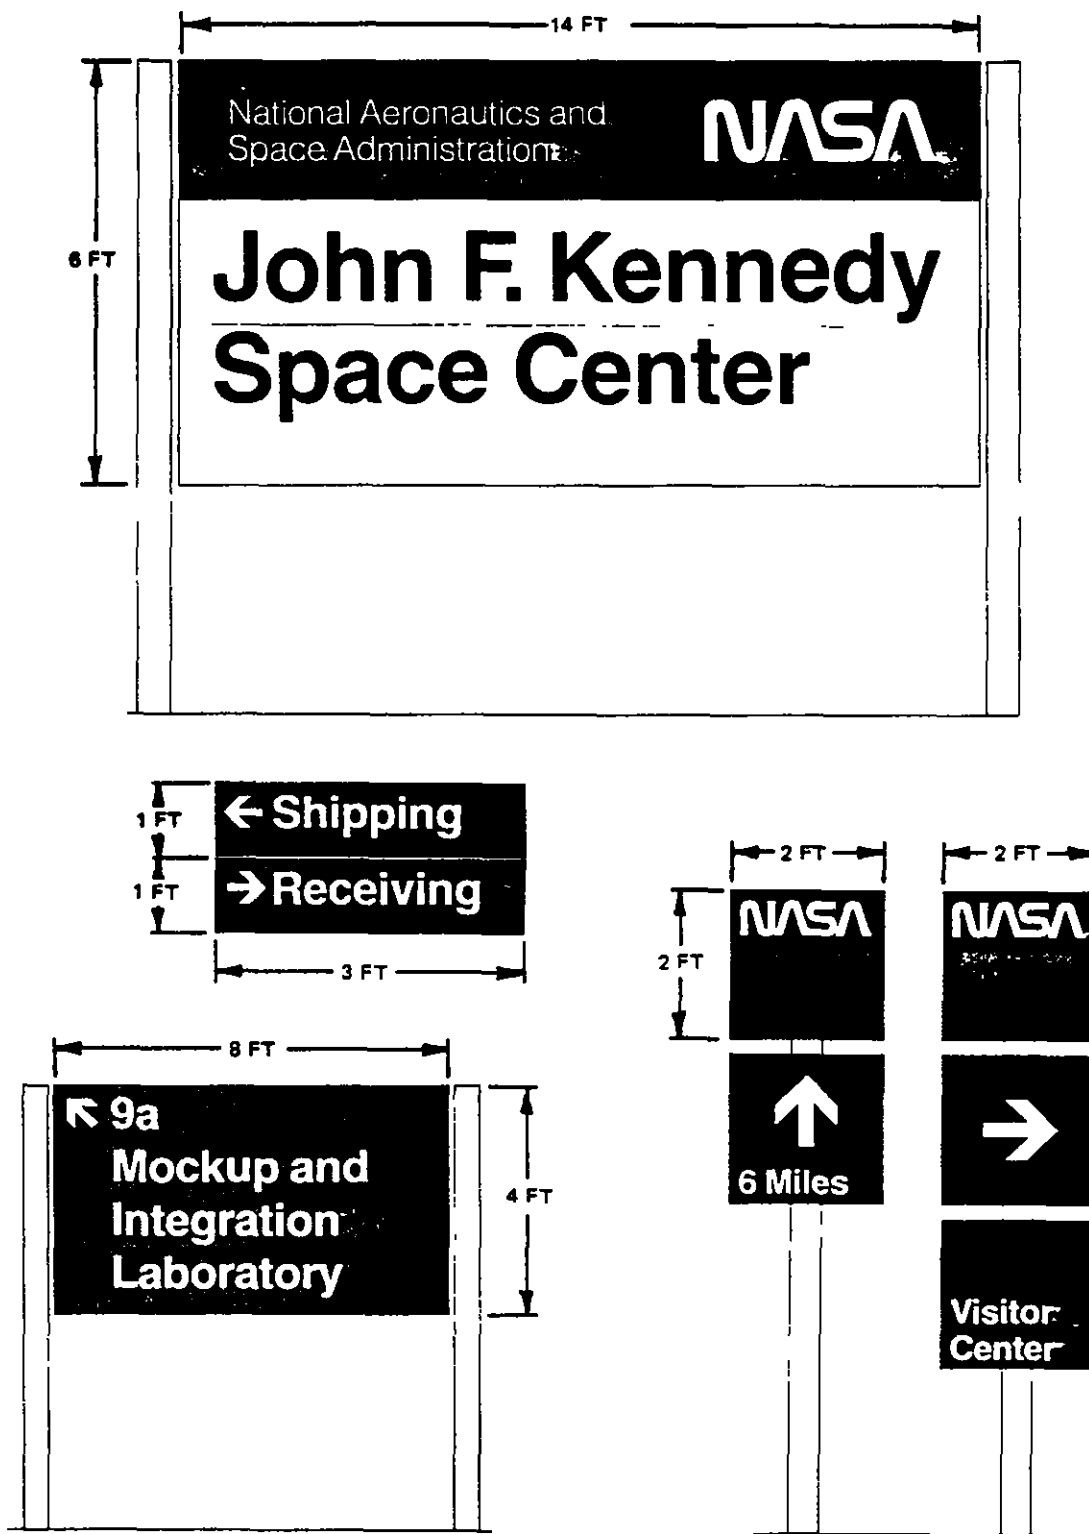 14 FT
National Aeronautics and
Space Administration
NASA
6 FT
John F. Kennedy
Space Center
1 FT
← Shipping
1 FT
→ Receiving
3 FT
2 FT
2 FT
2 FT
NASA
NASA
8 FT
↖ 9a
Mockup and
Integration
Laboratory
4 FT
↑
6 Miles
→
Visitor
Center